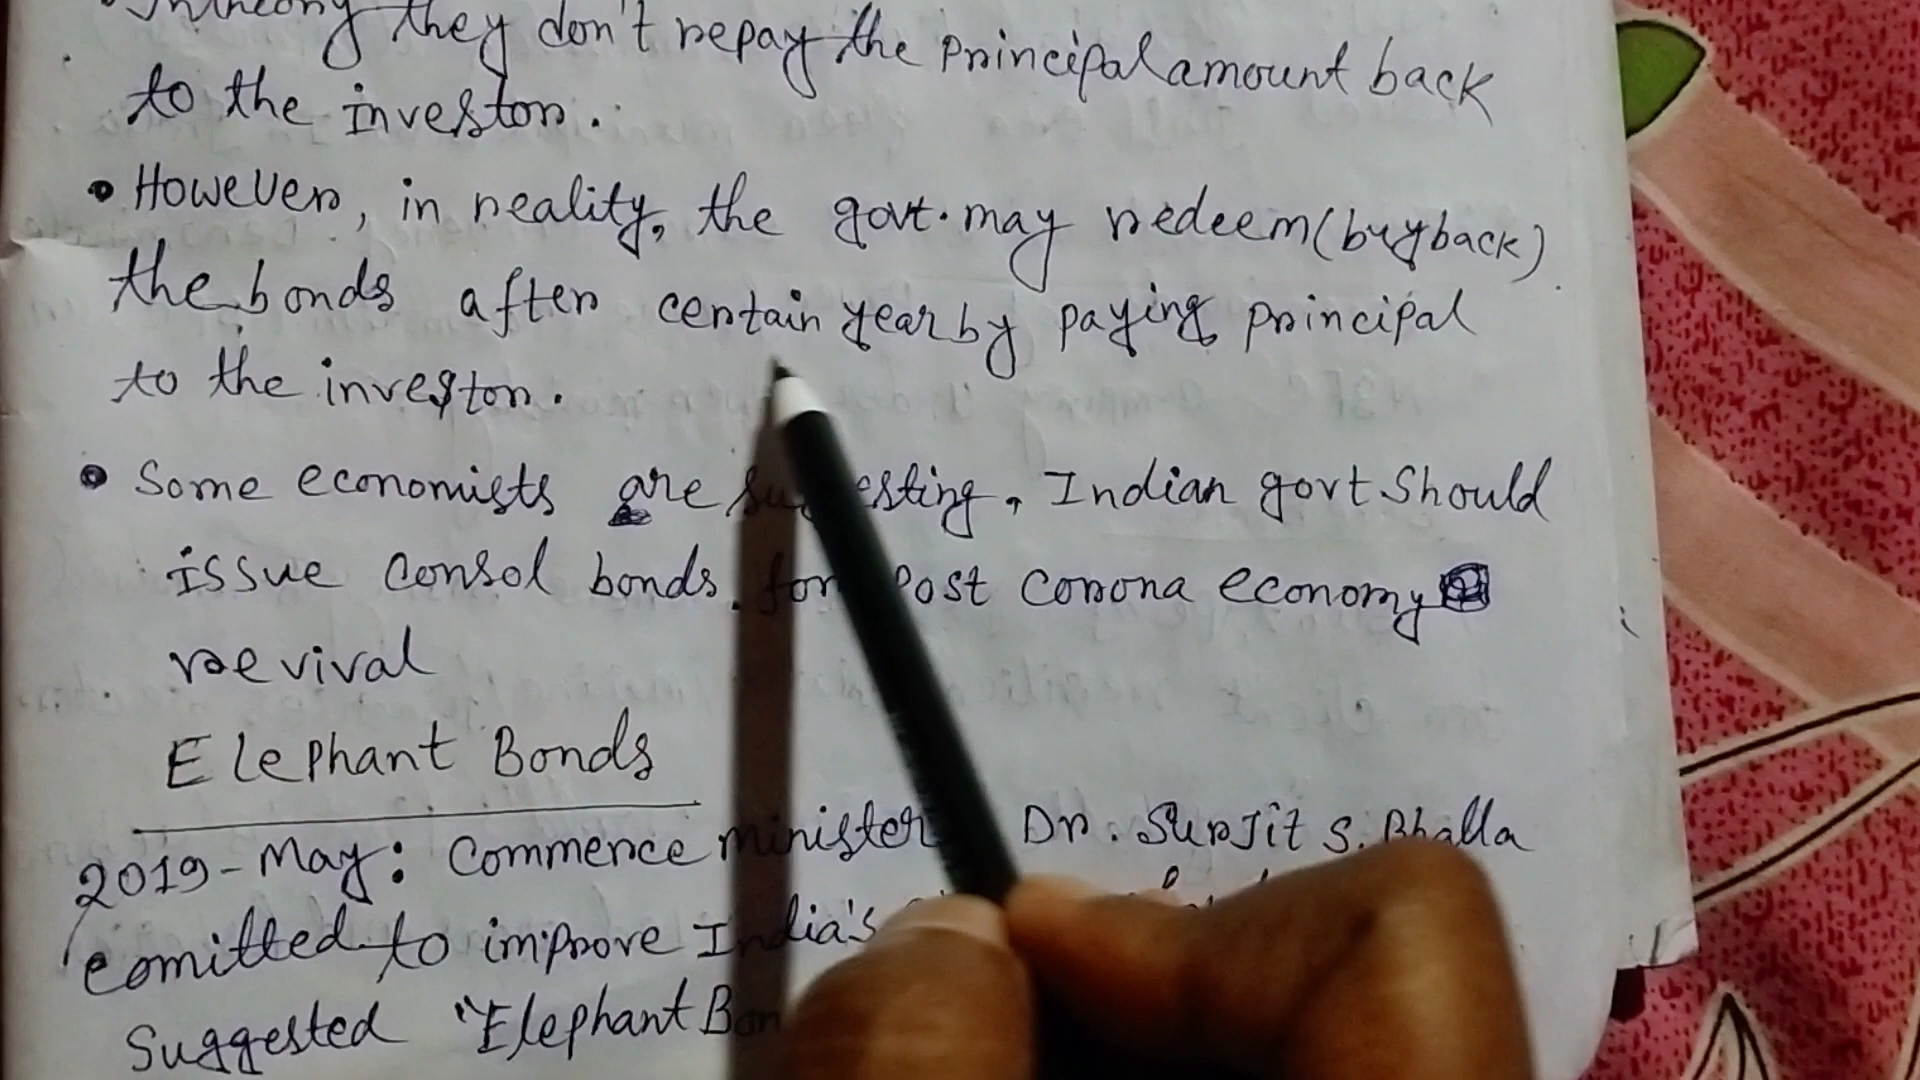 they don't repay the principal amount back
to the investor.
• However, in reality, the govt. may redeem (buyback)
the bonds after certain year by paying principal
to the investor.
• Some economists are Indian govt should
issue consol bonds. for Post Corona economy
revival
Elephant Bonds
2019-May: Commerce minister Dr. Surjit S. Bhalla
comitted to improve India's
Suggested "Elephant